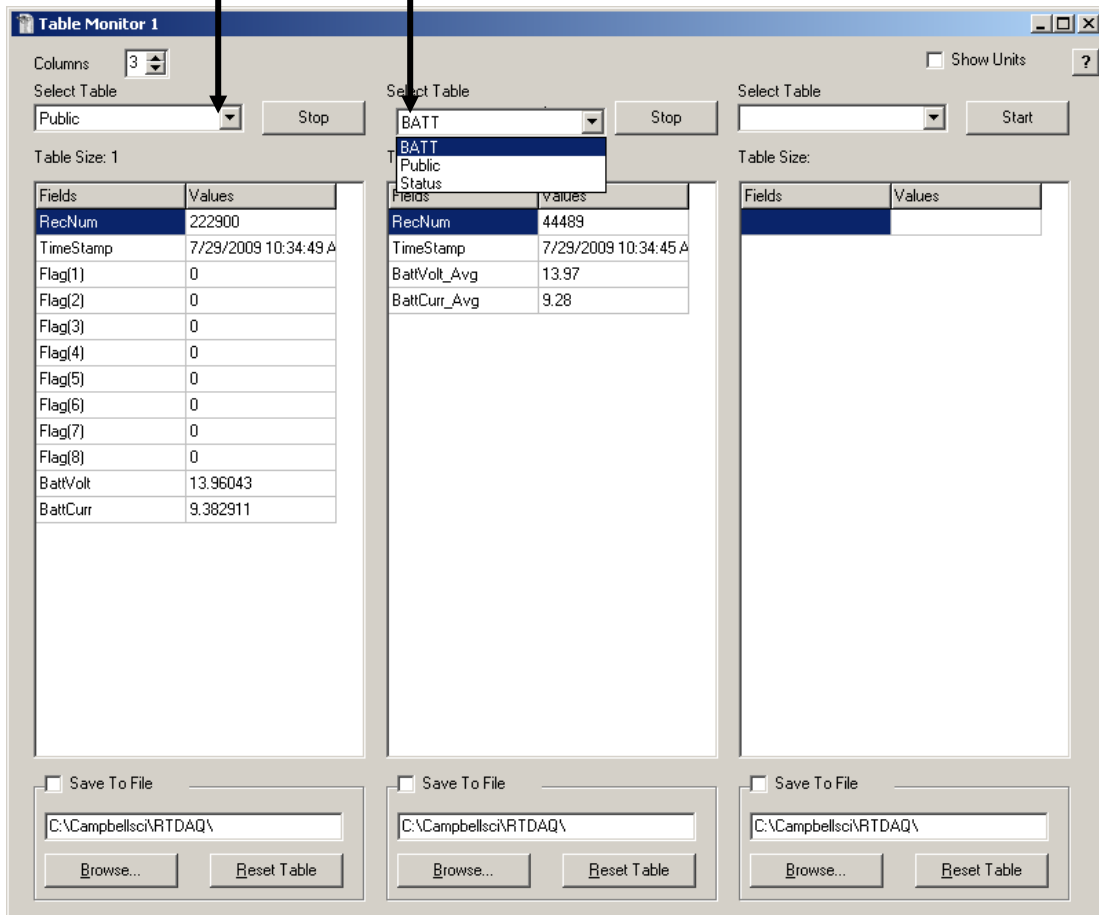 Table Monitor 1
Columns 3 Show Units ?
Select Table Select Table Select Table
Public Stop BATT Stop Start
BATT
Public
Status
Table Size: 1 T Table Size:
Fields Values Fields Values Fields Values
RecNum 222900 RecNum 44489
TimeStamp 7/29/2009 10:34:49 A TimeStamp 7/29/2009 10:34:45 A
Flag(1) 0 BattVolt_Avg 13.97
Flag(2) 0 BattCurr_Avg 9.28
Flag(3) 0
Flag(4) 0
Flag(5) 0
Flag(6) 0
Flag(7) 0
Flag(8) 0
BattVolt 13.96043
BattCurr 9.382911
Save To File Save To File Save To File
C:\Campbellsci\RTDAQ\ C:\Campbellsci\RTDAQ\ C:\Campbellsci\RTDAQ\
Browse... Reset Table Browse... Reset Table Browse... Reset Table